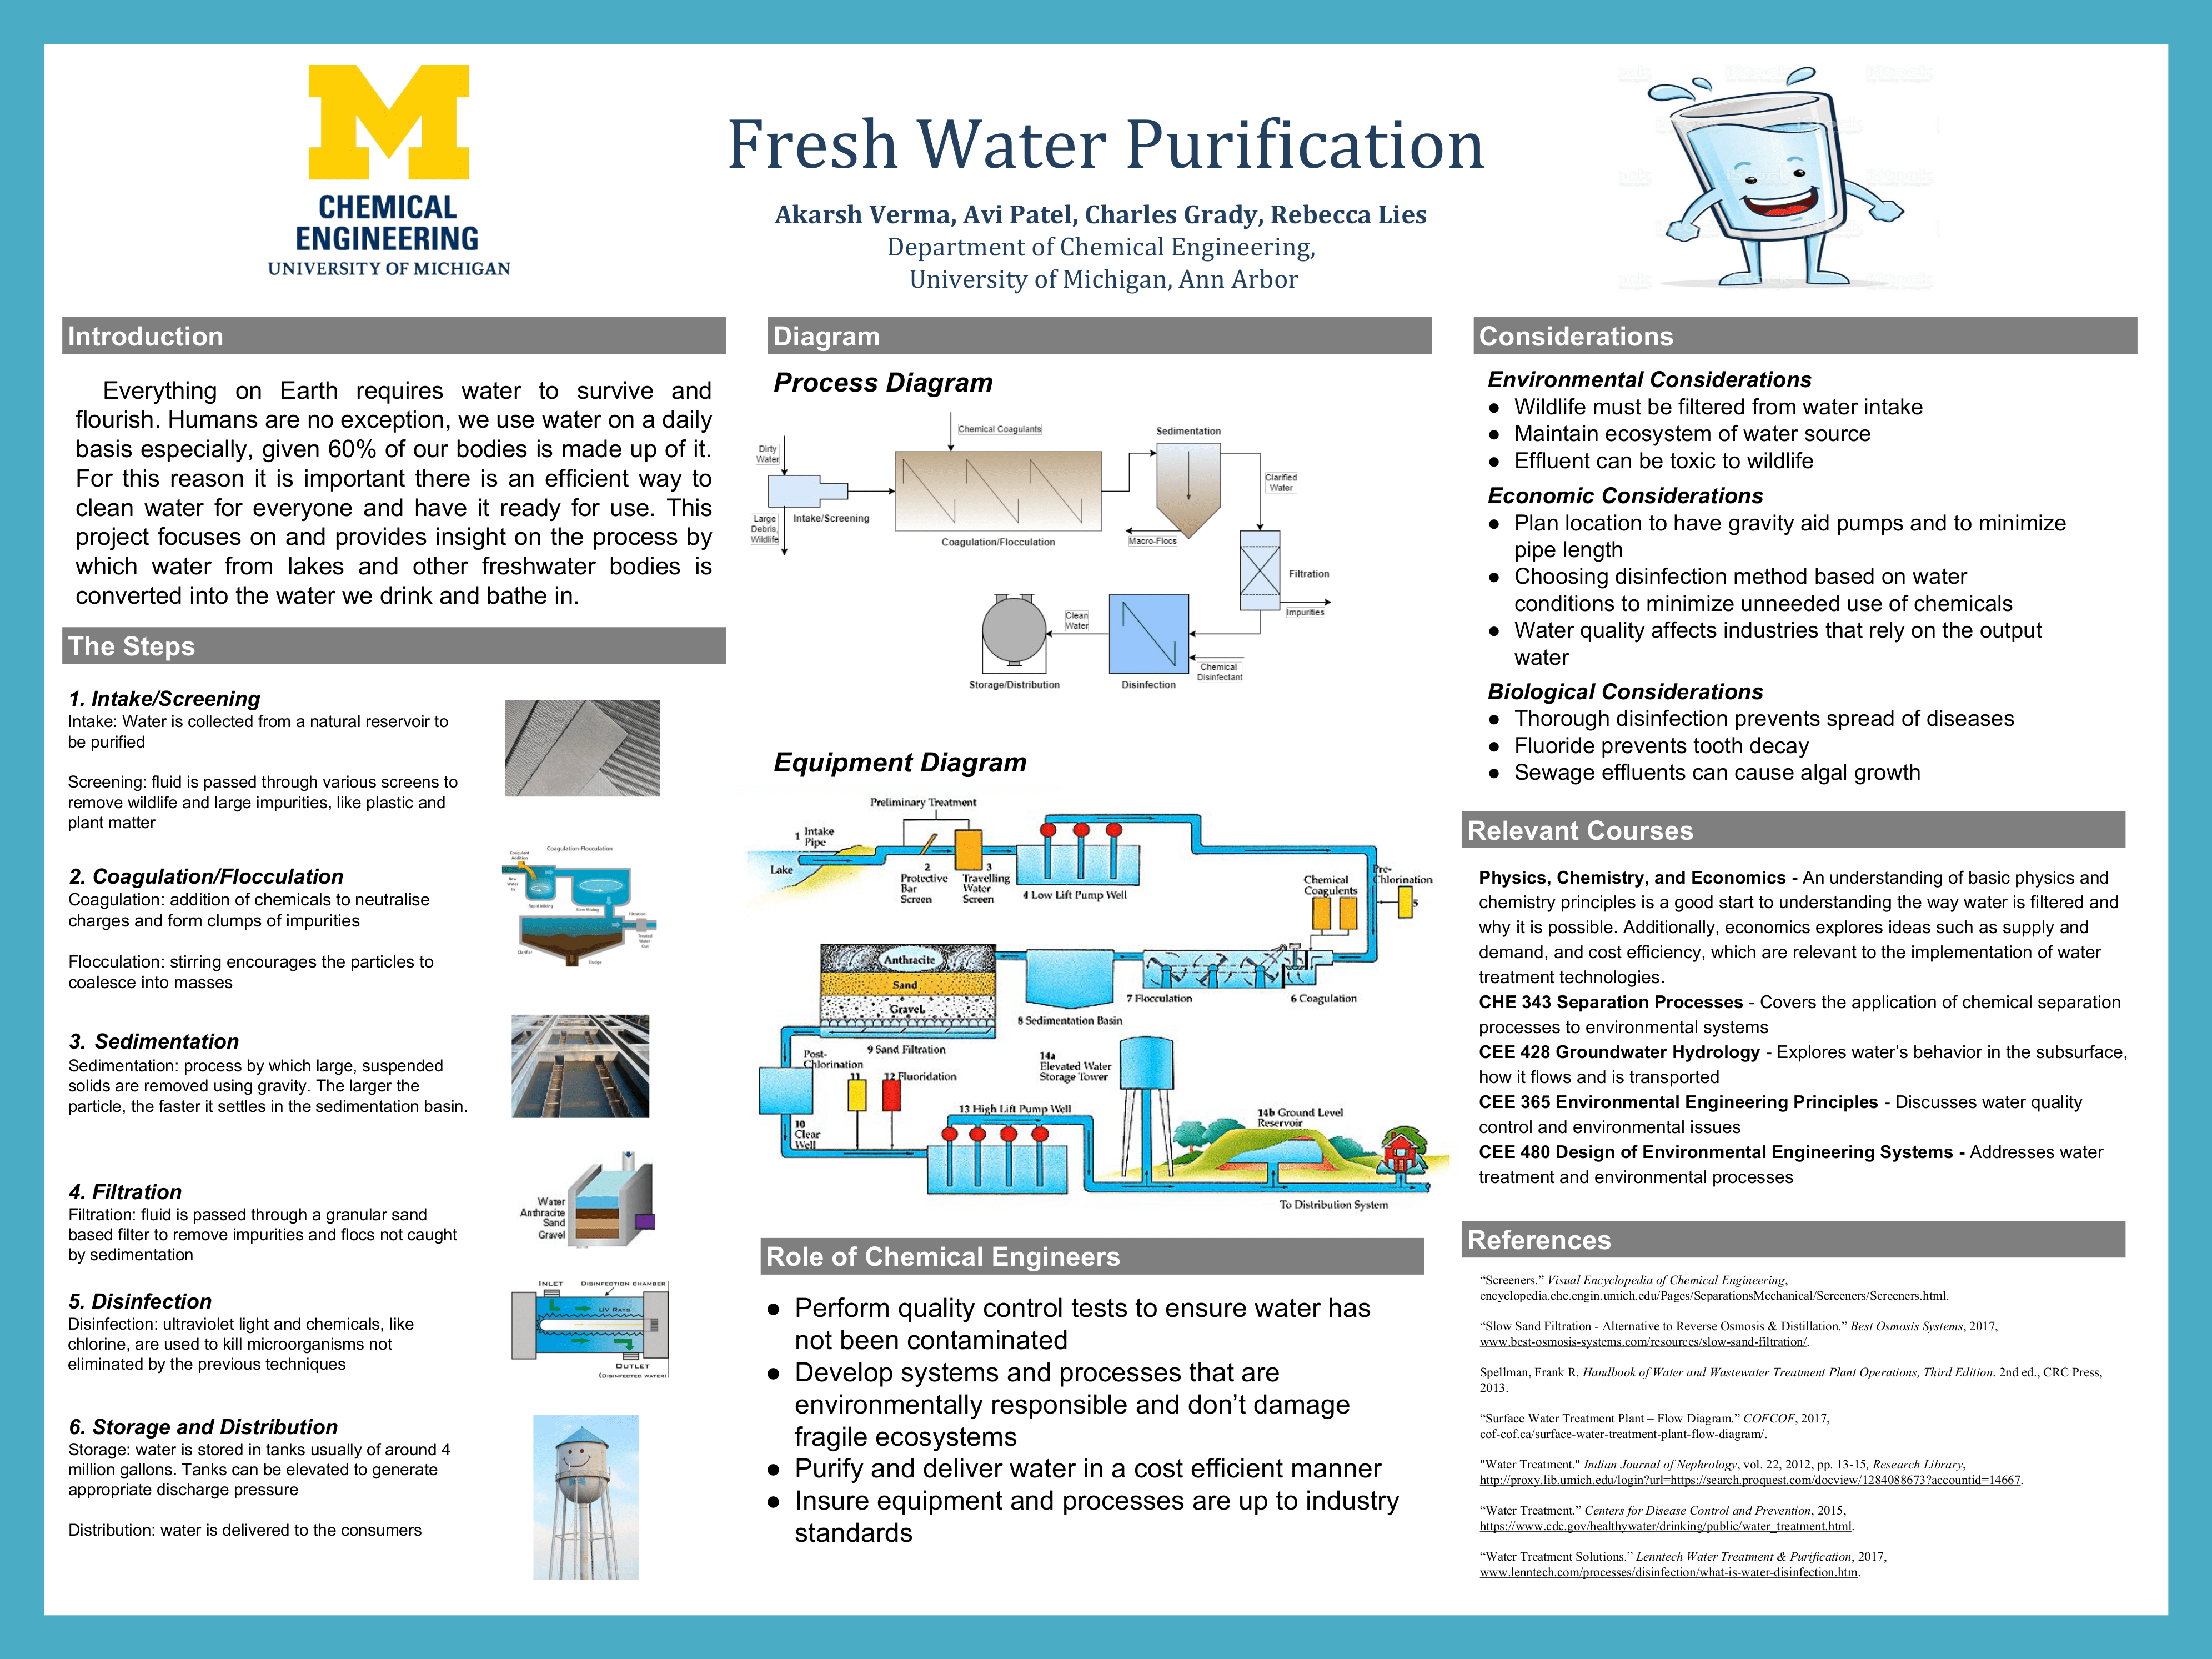 CHEMICAL
ENGINEERING
UNIVERSITY OF MICHIGAN
Fresh Water Purification
Akarsh Verma, Avi Patel, Charles Grady, Rebecca Lies
Department of Chemical Engineering,
University of Michigan, Ann Arbor
iStock
Introduction
Everything on Earth requires water to survive and
flourish. Humans are no exception, we use water on a daily
basis especially, given 60% of our bodies is made up of it.
For this reason it is important there is an efficient way to
clean water for everyone and have it ready for use. This
project focuses on and provides insight on the process by
which water from lakes and other freshwater bodies is
converted into the water we drink and bathe in.
The Steps
1. Intake/Screening
Intake: Water is collected from a natural reservoir to
be purified
Screening: fluid is passed through various screens to
remove wildlife and large impurities, like plastic and
plant matter
2. Coagulation/Flocculation
Coagulation: addition of chemicals to neutralise
charges and form clumps of impurities
Flocculation: stirring encourages the particles to
coalesce into masses
Coagulation-Flocculation
Coagulant
Addition
Raw
Water
In
Rapid Mixing
Slow Mixing
Filtration
Treated
Water
Out
Clarifier
Sludge
3. Sedimentation
Sedimentation: process by which large, suspended
solids are removed using gravity. The larger the
particle, the faster it settles in the sedimentation basin.
4. Filtration
Filtration: fluid is passed through a granular sand
based filter to remove impurities and flocs not caught
by sedimentation
Water
Anthracite
Sand
Gravel
5. Disinfection
Disinfection: ultraviolet light and chemicals, like
chlorine, are used to kill microorganisms not
eliminated by the previous techniques
INLET
DISINFECTION CHAMBER
UV RAYS
OUTLET
(DISINFECTED WATER)
6. Storage and Distribution
Storage: water is stored in tanks usually of around 4
million gallons. Tanks can be elevated to generate
appropriate discharge pressure
Distribution: water is delivered to the consumers
Diagram
Process Diagram
Dirty
Water
Large
Debris,
Wildlife
Intake/Screening
Chemical Coagulants
Coagulation/Flocculation
Sedimentation
Macro-Flocs
Clarified
Water
Filtration
Impurities
Chemical
Disinfectant
Disinfection
Clean
Water
Storage/Distribution
Equipment Diagram
Preliminary Treatment
1 Intake
Pipe
Lake
2
Protective
Bar
Screen
3
Travelling
Water
Screen
4 Low Lift Pump Well
Pre-
Chlorination
5
Chemical
Coagulents
6 Coagulation
7 Flocculation
8 Sedimentation Basin
Anthracite
Sand
Gravel
9 Sand Filtration
Post-
Chlorination
11
12 Fluoridation
10
Clear
Well
13 High Lift Pump Well
14a
Elevated Water
Storage Tower
14b Ground Level
Reservoir
To Distribution System
Role of Chemical Engineers
● Perform quality control tests to ensure water has
not been contaminated
● Develop systems and processes that are
environmentally responsible and don’t damage
fragile ecosystems
● Purify and deliver water in a cost efficient manner
● Insure equipment and processes are up to industry
standards
Considerations
Environmental Considerations
● Wildlife must be filtered from water intake
● Maintain ecosystem of water source
● Effluent can be toxic to wildlife
Economic Considerations
● Plan location to have gravity aid pumps and to minimize
pipe length
● Choosing disinfection method based on water
conditions to minimize unneeded use of chemicals
● Water quality affects industries that rely on the output
water
Biological Considerations
● Thorough disinfection prevents spread of diseases
● Fluoride prevents tooth decay
● Sewage effluents can cause algal growth
Relevant Courses
Physics, Chemistry, and Economics - An understanding of basic physics and
chemistry principles is a good start to understanding the way water is filtered and
why it is possible. Additionally, economics explores ideas such as supply and
demand, and cost efficiency, which are relevant to the implementation of water
treatment technologies.
CHE 343 Separation Processes - Covers the application of chemical separation
processes to environmental systems
CEE 428 Groundwater Hydrology - Explores water’s behavior in the subsurface,
how it flows and is transported
CEE 365 Environmental Engineering Principles - Discusses water quality
control and environmental issues
CEE 480 Design of Environmental Engineering Systems - Addresses water
treatment and environmental processes
References
“Screeners.” Visual Encyclopedia of Chemical Engineering,
encyclopedia.che.engin.umich.edu/Pages/SeparationsMechanical/Screeners/Screeners.html.
“Slow Sand Filtration - Alternative to Reverse Osmosis & Distillation.” Best Osmosis Systems, 2017,
www.best-osmosis-systems.com/resources/slow-sand-filtration/.
Spellman, Frank R. Handbook of Water and Wastewater Treatment Plant Operations, Third Edition. 2nd ed., CRC Press,
2013.
“Surface Water Treatment Plant – Flow Diagram.” COFCOF, 2017,
cof-cof.ca/surface-water-treatment-plant-flow-diagram/.
"Water Treatment." Indian Journal of Nephrology, vol. 22, 2012, pp. 13-15, Research Library,
http://proxy.lib.umich.edu/login?url=https://search.proquest.com/docview/1284088673?accountid=14667.
“Water Treatment.” Centers for Disease Control and Prevention, 2015,
https://www.cdc.gov/healthywater/drinking/public/water_treatment.html.
“Water Treatment Solutions.” Lenntech Water Treatment & Purification, 2017,
www.lenntech.com/processes/disinfection/what-is-water-disinfection.htm.